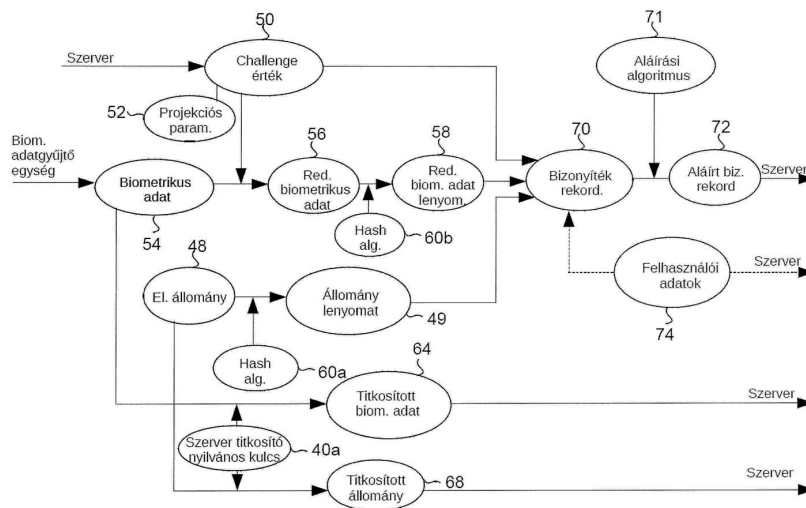 50
71
Szerver
Challenge
érték
Aláírási
algoritmus
52
Projekciós
param.
Biom.
adatgyűjtő
egység
56
58
70
72
Biometrikus
adat
Red.
biometrikus
adat
Red.
biom. adat
lenyom.
Bizonyíték
rekord.
Aláírt biz.
rekord
Szerver
54
48
Hash
alg.
60b
El. állomány
Állomány
lenyomat
49
Felhasználói
adatok
Szerver
74
Hash
alg.
60a
64
Titkosított
biom. adat
Szerver
Szerver titkosító
nyilvános kulcs
40a
Titkosított
állomány
68
Szerver